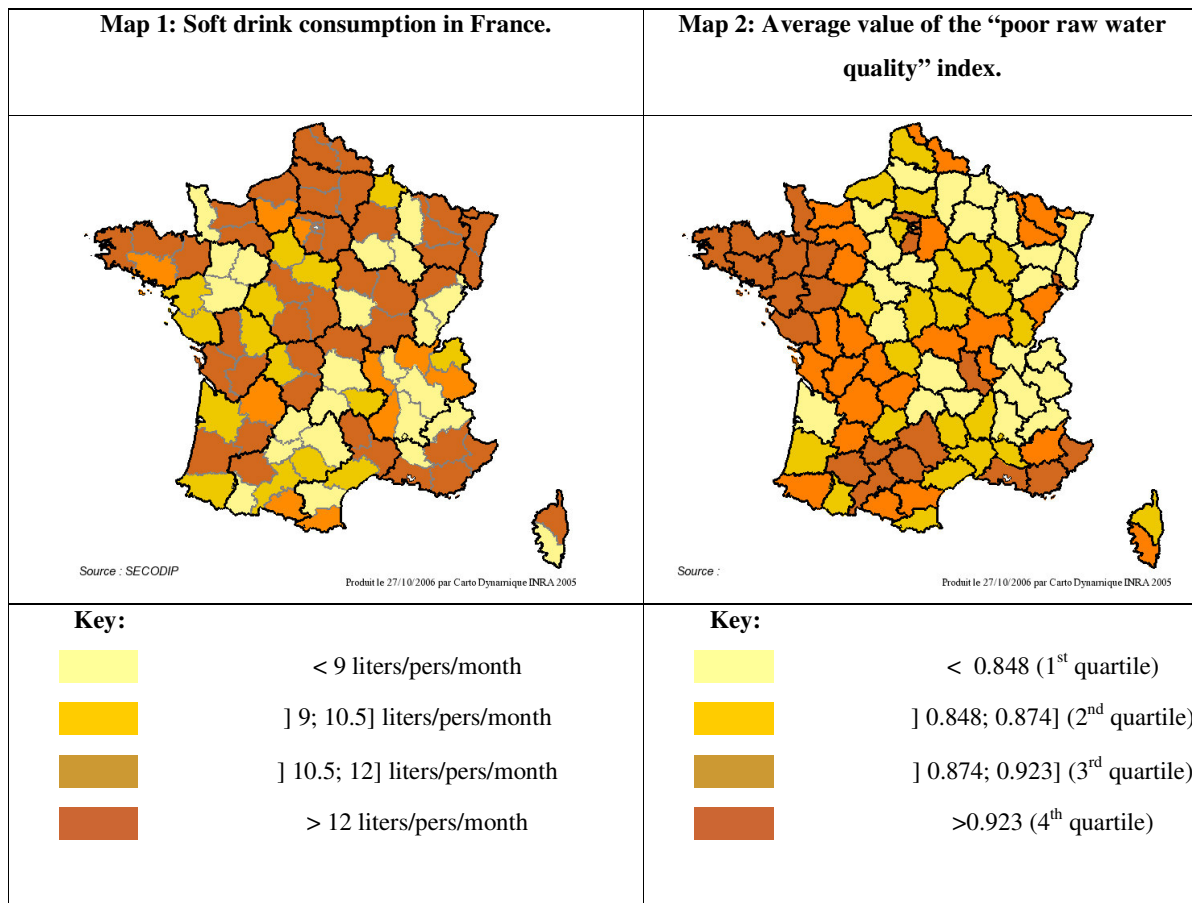 Map 1: Soft drink consumption in France.
Map 2: Average value of the “poor raw water
quality” index.
Source : SECODIP
Produit le 27/10/2006 par Carto Dynamique INRA 2005
Source :
Produit le 27/10/2006 par Carto Dynamique INRA 2005
Key:
< 9 liters/pers/month
] 9; 10.5] liters/pers/month
] 10.5; 12] liters/pers/month
> 12 liters/pers/month
Key:
< 0.848 (1st quartile)
] 0.848; 0.874] (2nd quartile)
] 0.874; 0.923] (3rd quartile)
>0.923 (4th quartile)